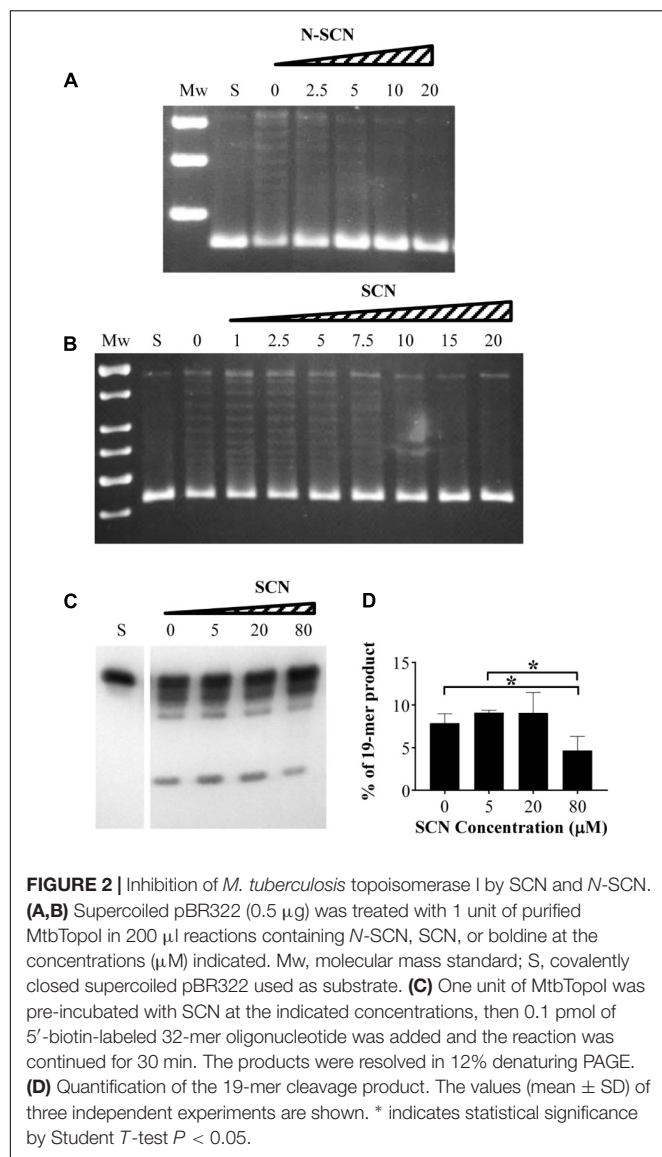 N-SCN
A
Mw S 0 2.5 5 10 20
SCN
B
Mw S 0 1 2.5 5 7.5 10 15 20
C
SCN
S 0 5 20 80
D
15
10
5
0
% of 19-mer product
* 
*
0 5 20 80
SCN Concentration (μM)
FIGURE 2 | Inhibition of M. tuberculosis topoisomerase I by SCN and N-SCN.
(A,B) Supercoiled pBR322 (0.5 μg) was treated with 1 unit of purified
MtbTopoI in 200 μl reactions containing N-SCN, SCN, or boldine at the
concentrations (μM) indicated. Mw, molecular mass standard; S, covalently
closed supercoiled pBR322 used as substrate. (C) One unit of MtbTopoI was
pre-incubated with SCN at the indicated concentrations, then 0.1 pmol of
5′-biotin-labeled 32-mer oligonucleotide was added and the reaction was
continued for 30 min. The products were resolved in 12% denaturing PAGE.
(D) Quantification of the 19-mer cleavage product. The values (mean ± SD) of
three independent experiments are shown. * indicates statistical significance
by Student T-test P < 0.05.